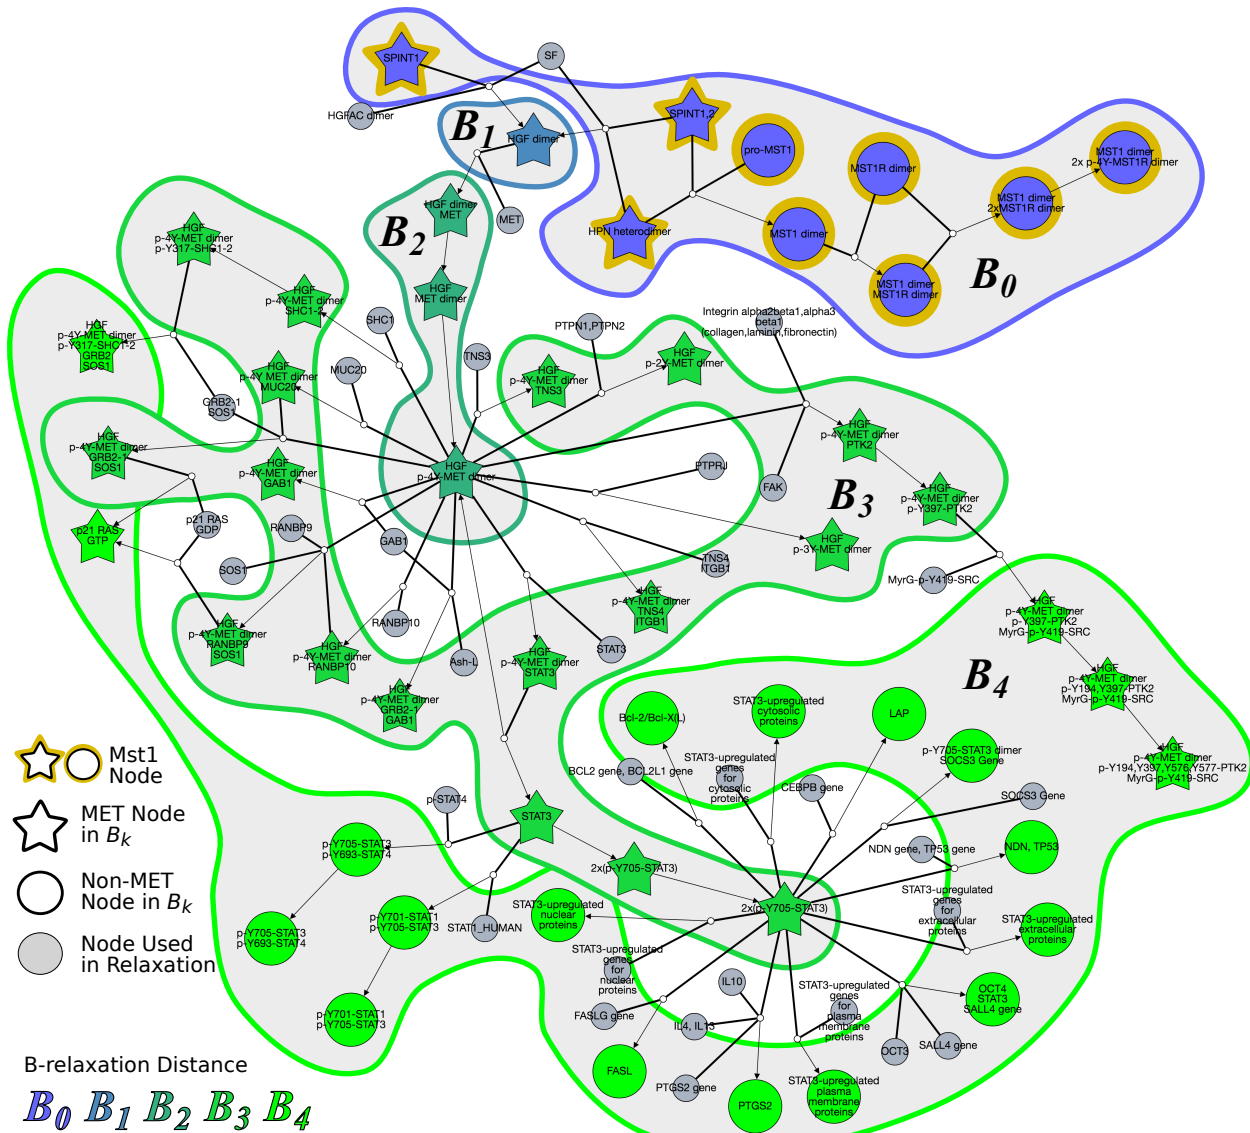 SPINT1
SF
HGFAC dimer
B1
HGF dimer
SPINT1,2
pro-MST1
MST1R dimer
MST1 dimer
2x p-4Y-MST1R dimer
MST1 dimer
2xMST1R dimer
HGF dimer
MET
MET
HPN heterodimer
MST1 dimer
MST1 dimer
MST1R dimer
B0
B2
HGF
p-4Y-MET dimer
p-Y317-SHC1-2
HGF
p-4Y-MET dimer
SHC1-2
HGF
MET dimer
HGF
p-4Y-MET dimer
p-Y317-SHC1-2
GRB2
SOS1
SHC1
PTPN1,PTPN2
Integrin alpha2beta1,alpha3
beta1
(collagen,laminin,fibronectin)
MUC20
TNS3
HGF
p-4Y-MET dimer
MUC20
HGF
p-4Y-MET dimer
TNS3
HGF
p-2Y-MET dimer
GRB2-1
SOS1
HGF
p-4Y-MET dimer
GRB2-1
SOS1
HGF
p-4Y-MET dimer
GAB1
HGF
p-4Y-MET dimer
HGF
p-4Y-MET dimer
PTK2
PTPRJ
FAK
B3
HGF
p-4Y-MET dimer
p-Y397-PTK2
p21 RAS
GTP
p21 RAS
GDP
RANBP9
GAB1
SOS1
HGF
p-3Y-MET dimer
TNS4
ITGB1
MyrG-p-Y419-SRC
HGF
p-4Y-MET dimer
TNS4
ITGB1
RANBP10
HGF
p-4Y-MET dimer
RANBP9
SOS1
HGF
p-4Y-MET dimer
RANBP10
Ash-L
HGF
p-4Y-MET dimer
STAT3
STAT3
HGF
p-4Y-MET dimer
GRB2-1
GAB1
HGF
p-4Y-MET dimer
p-Y397-PTK2
MyrG-p-Y419-SRC
B4
HGF
p-4Y-MET dimer
p-Y194,Y397-PTK2
MyrG-p-Y419-SRC
HGF
p-4Y-MET dimer
p-Y194,Y397,Y576,Y577-PTK2
MyrG-p-Y419-SRC
Bcl-2/Bcl-X(L)
STAT3-upregulated
cytosolic
proteins
LAP
p-Y705-STAT3 dimer
SOCS3 Gene
BCL2 gene, BCL2L1 gene
STAT3-upregulated
genes
for
cytosolic
proteins
CEBPB gene
SOCS3 Gene
Mst1
Node
MET Node
in Bk
Non-MET
Node in Bk
Node Used
in Relaxation
p-STAT4
STAT3
p-Y705-STAT3
p-Y693-STAT4
2x(p-Y705-STAT3)
NDN gene, TP53 gene
NDN, TP53
p-Y705-STAT3
p-Y693-STAT4
p-Y701-STAT1
p-Y705-STAT3
STAT1_HUMAN
STAT3-upregulated
nuclear
proteins
2x(p-Y705-STAT3)
STAT3-upregulated
genes
for
extracellular
proteins
STAT3-upregulated
extracellular
proteins
STAT3-upregulated
genes
for
nuclear
proteins
p-Y701-STAT1
p-Y705-STAT3
FASLG gene
IL10
IL4, IL13
STAT3-upregulated
genes
for
plasma
membrane
proteins
OCT4
STAT3
SALL4 gene
OCT3
SALL4 gene
FASL
PTGS2 gene
PTGS2
STAT3-upregulated
plasma
membrane
proteins
B-relaxation Distance
B0 B1 B2 B3 B4